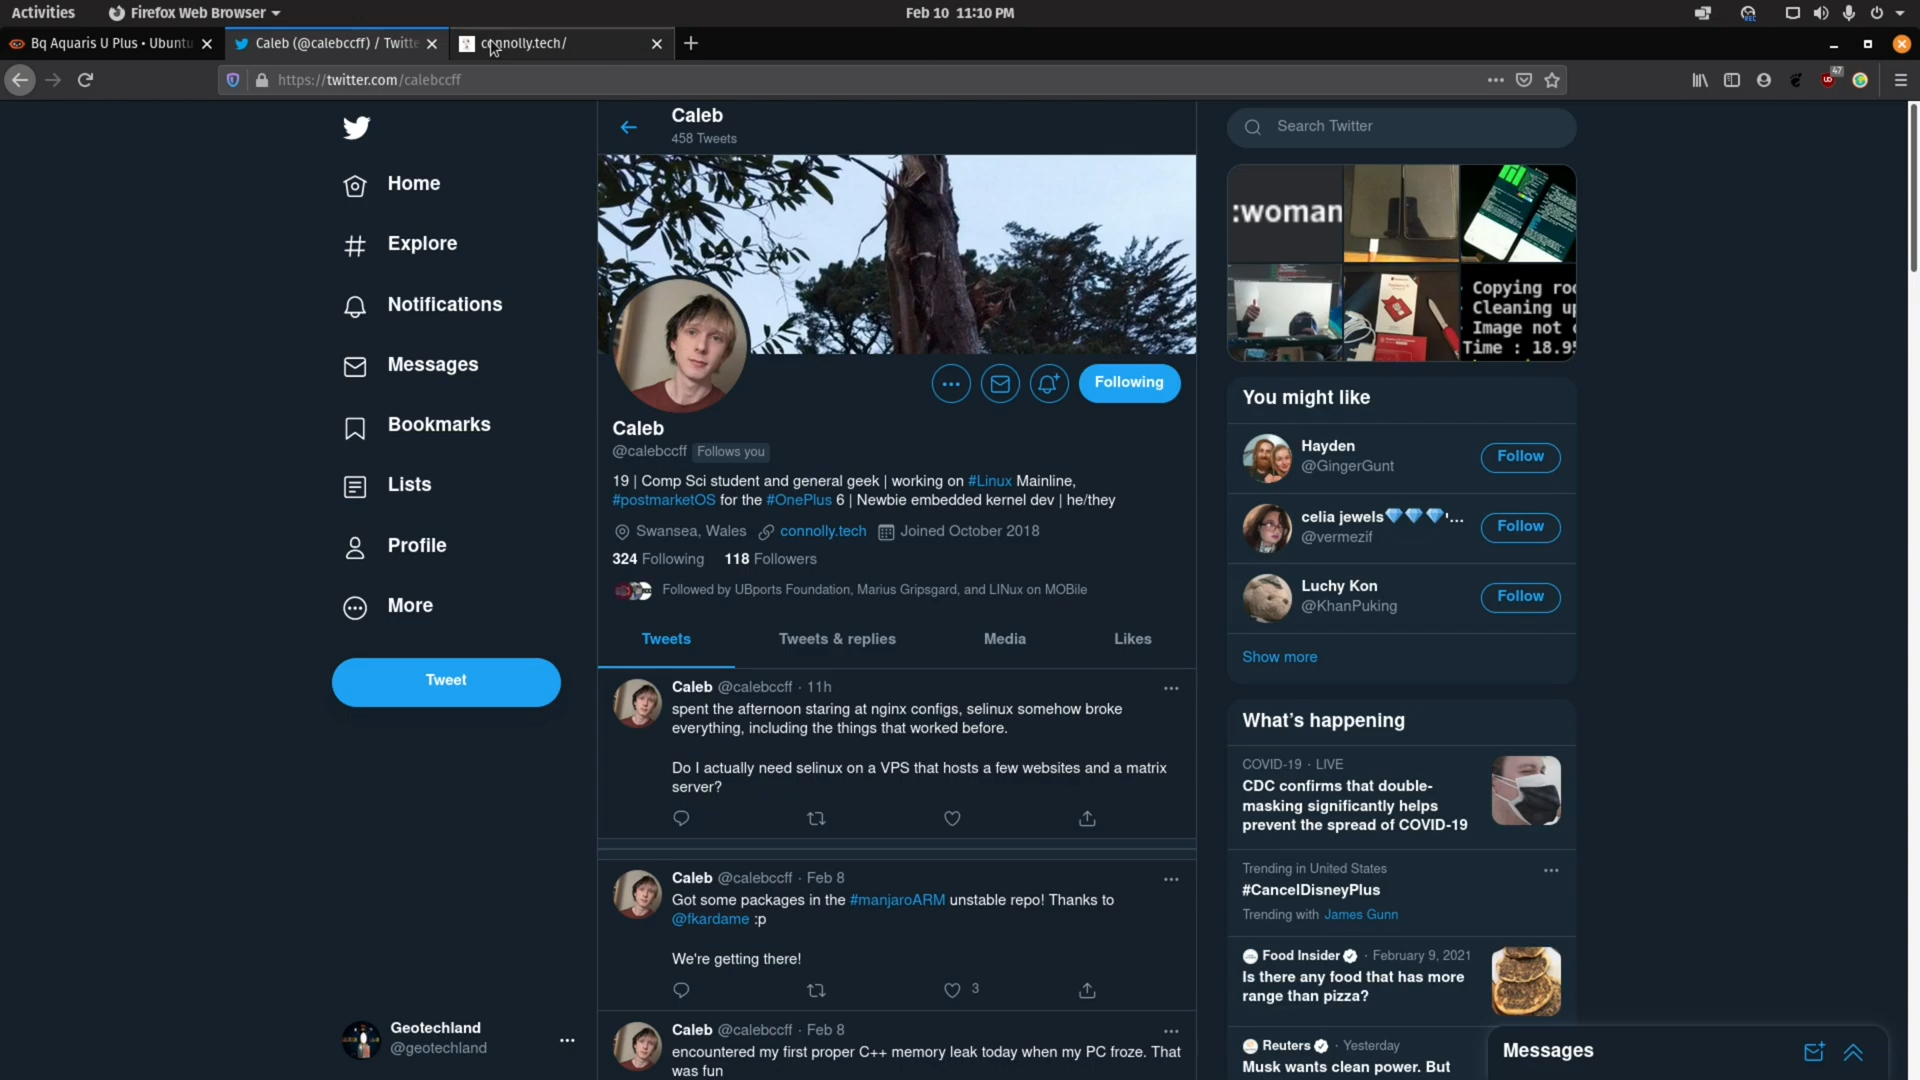 Activities
Firefox Web Browser
Feb 10 11:10 PM
Bq Aquaris U Plus • Ubuntu
Caleb (@calebccff) / Twitte
connolly.tech/
https://twitter.com/calebccff
47
Home
Explore
Notifications
Messages
Bookmarks
Lists
Profile
More
Tweet
Geotechland
@geotechland
Caleb
458 Tweets
Following
Caleb
@calebccff Follows you
19 | Comp Sci student and general geek | working on #Linux Mainline,
#postmarketOS for the #OnePlus 6 | Newbie embedded kernel dev | he/they
Swansea, Wales connolly.tech Joined October 2018
324 Following 118 Followers
Followed by UBports Foundation, Marius Gripsgard, and LINux on MOBile
Tweets Tweets & replies Media Likes
Caleb @calebccff · 11h
spent the afternoon staring at nginx configs, selinux somehow broke
everything, including the things that worked before.
Do I actually need selinux on a VPS that hosts a few websites and a matrix
server?
Caleb @calebccff · Feb 8
Got some packages in the #manjaroARM unstable repo! Thanks to
@fkardame :p
We're getting there!
3
Caleb @calebccff · Feb 8
encountered my first proper C++ memory leak today when my PC froze. That
was fun
Search Twitter
:woman
Copying roo
Cleaning up
Image not
Time : 18.95
You might like
Hayden
@GingerGunt
Follow
celia jewels💎💎💎'...
@vermezif
Follow
Luchy Kon
@KhanPuking
Follow
Show more
What's happening
COVID-19 · LIVE
CDC confirms that double-
masking significantly helps
prevent the spread of COVID-19
Trending in United States
#CancelDisneyPlus
Trending with James Gunn
Food Insider · February 9, 2021
Is there any food that has more
range than pizza?
Reuters · Yesterday
Musk wants clean power. But
Messages